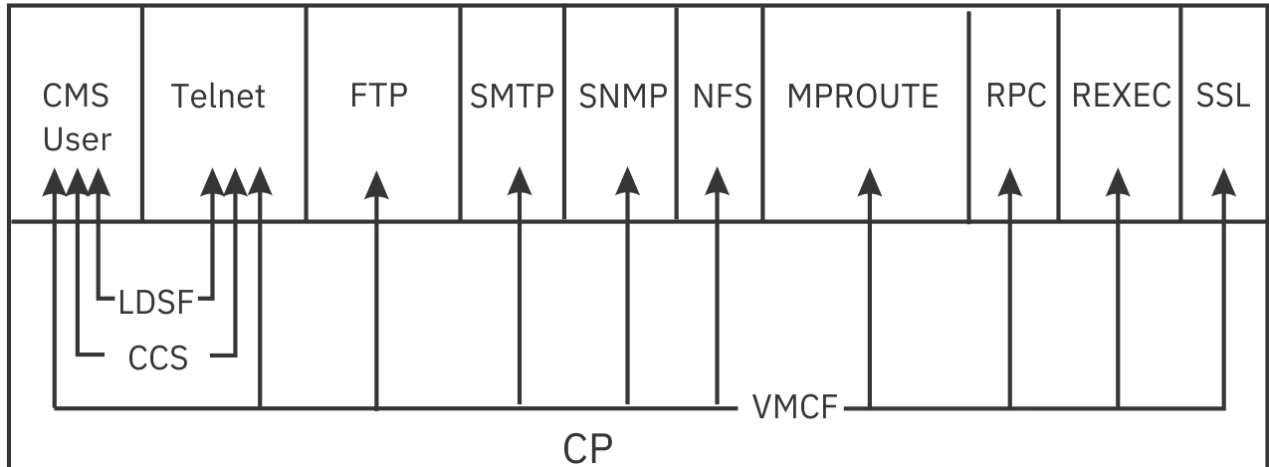 CMS
User
Telnet
FTP
SMTP
SNMP
NFS
MPROUTE
RPC
REXEC
SSL
LDSF
CCS
VMCF
CP